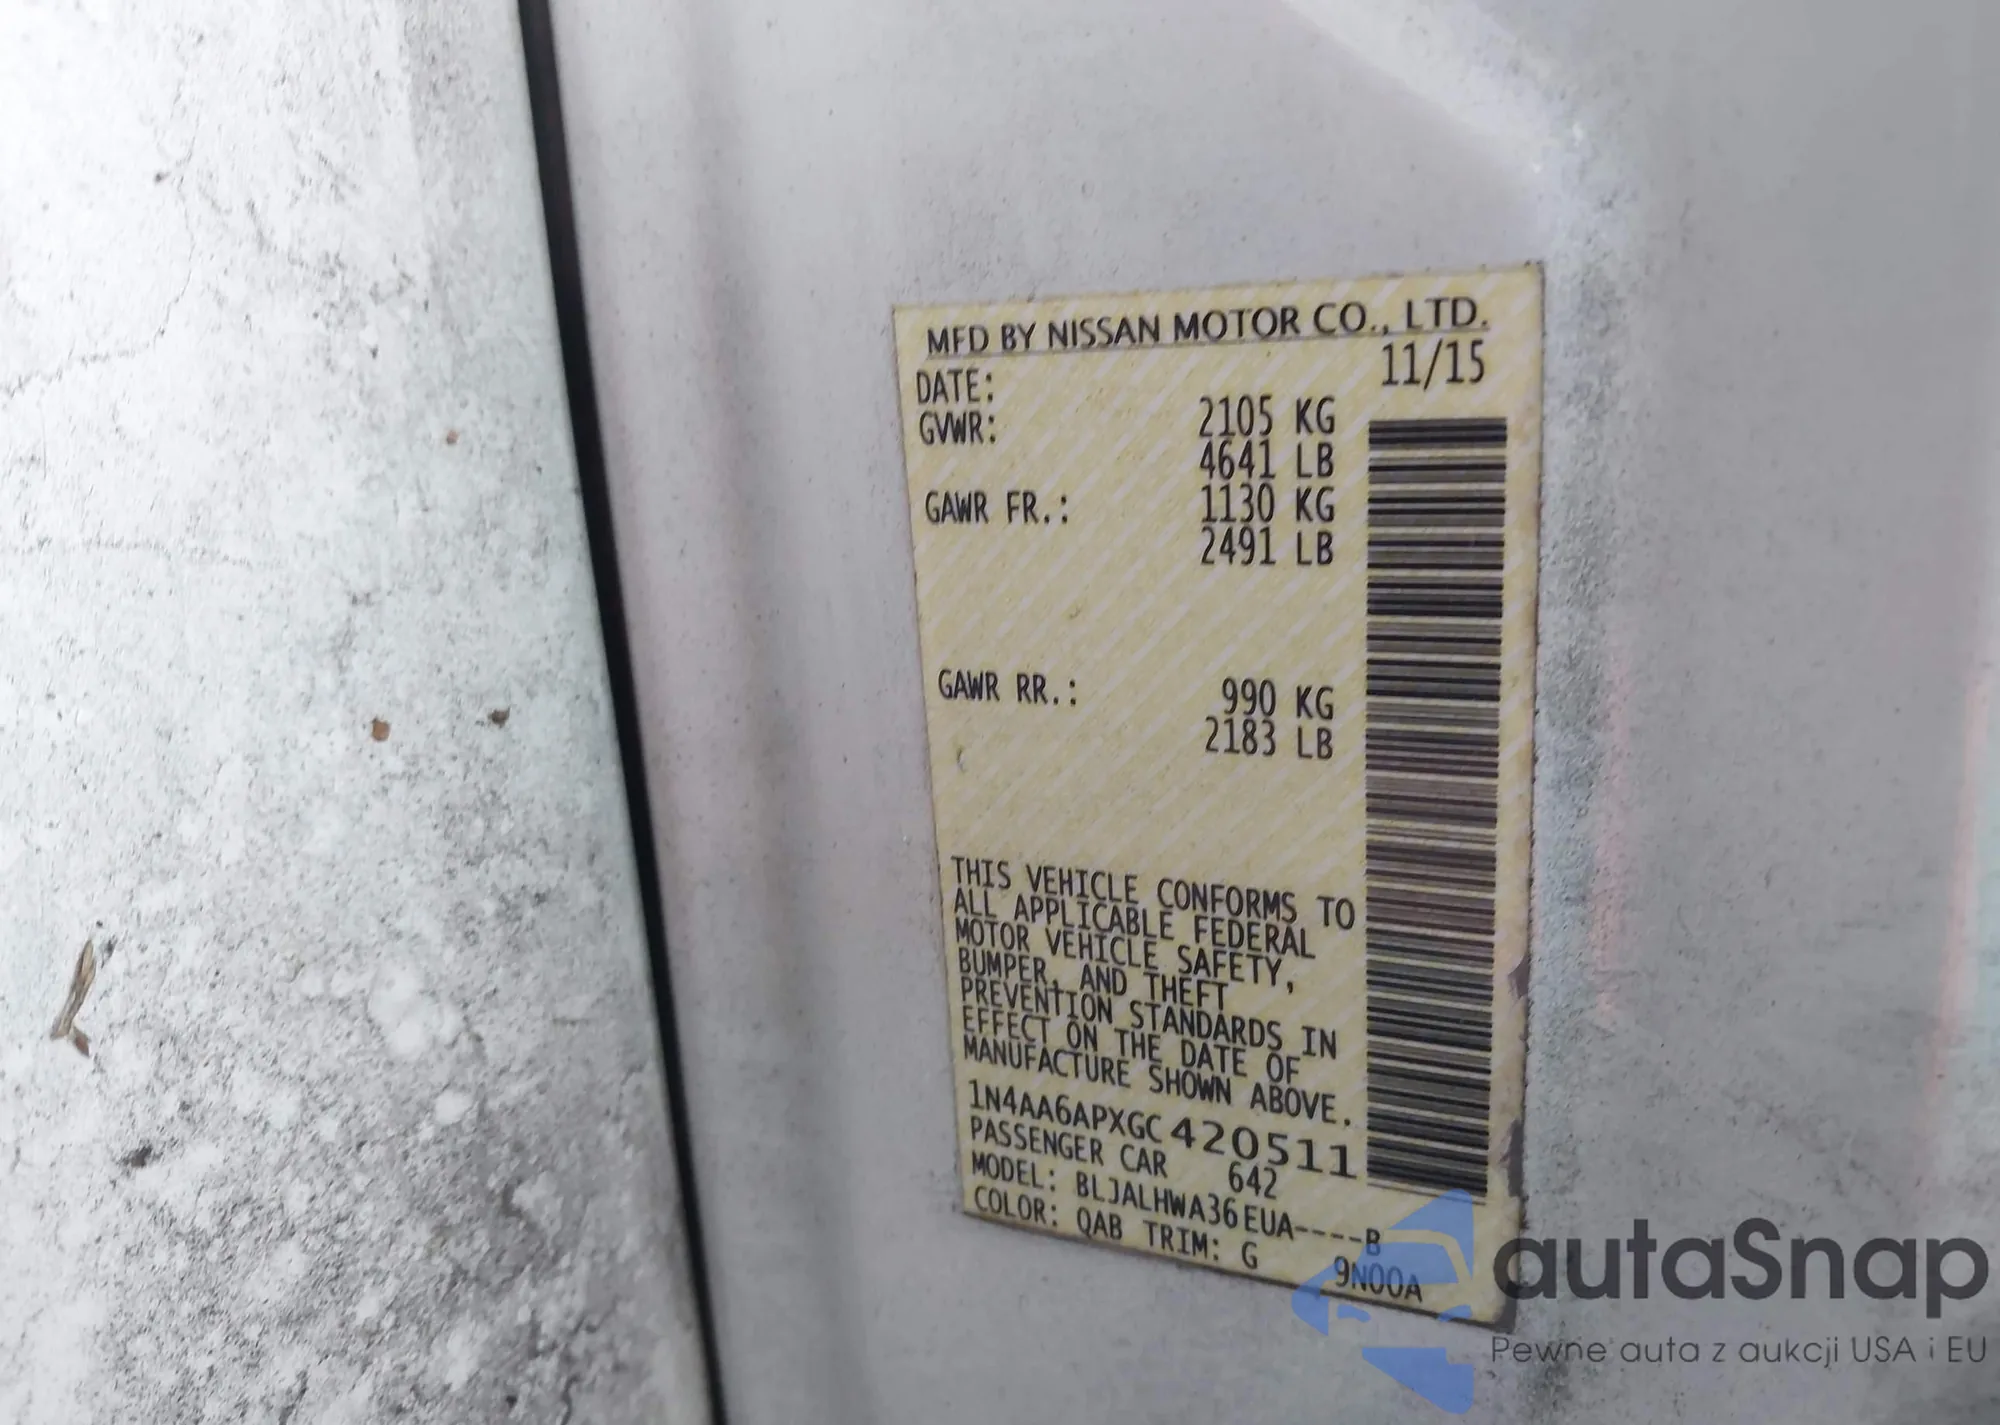 MFD BY NISSAN MOTOR CO., LTD.
DATE: 11/15
GVWR: 2105 KG
4641 LB
GAWR FR.: 1130 KG
2491 LB
GAWR RR.: 990 KG
2183 LB
THIS VEHICLE CONFORMS TO
ALL APPLICABLE FEDERAL
MOTOR VEHICLE SAFETY,
BUMPER, AND THEFT
PREVENTION STANDARDS IN
EFFECT ON THE DATE OF
MANUFACTURE SHOWN ABOVE.
1N4AA6APXGC420511
PASSENGER CAR 642
MODEL: BLJALHWA36EUA----B
COLOR: QAB TRIM: G 9N00A
autaSnap
Pewne auta z aukcji USA i EU